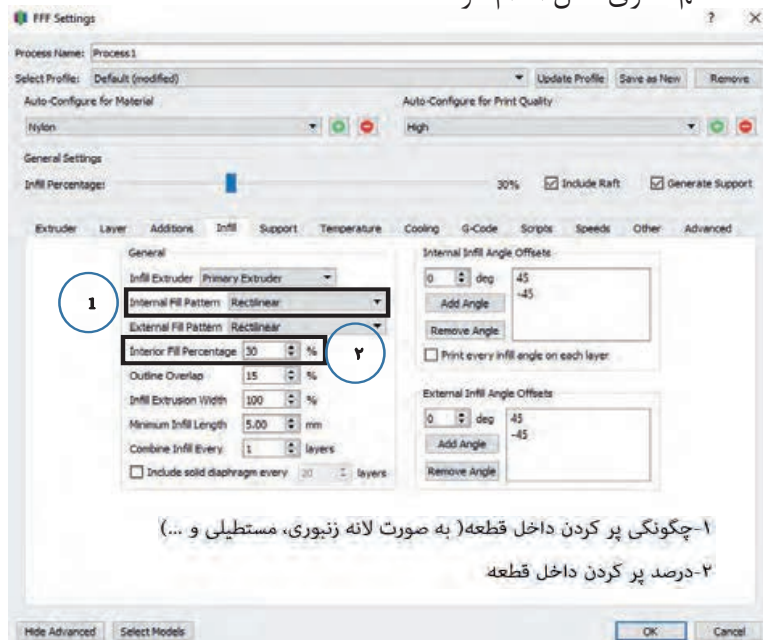 FFF Settings ? X
Process Name: Process1
Select Profile: Default (modified) Update Profile Save as New Remove
Auto-Configure for Material Auto-Configure for Print Quality
Nylon High
General Settings
Infill Percentage: 30% Include Raft Generate Support
Extruder Layer Additions Infill Support Temperature Cooling G-Code Scripts Speeds Other Advanced
General
Infill Extruder Primary Extruder
1 Internal Fill Pattern Rectilinear
External Fill Pattern Rectilinear
Interior Fill Percentage 30 % ۲
Outline Overlap 15 %
Infill Extrusion Width 100 %
Minimum Infill Length 5.00 mm
Combine Infill Every 1 layers
Include solid diaphragm every 20 layers
Internal Infill Angle Offsets
0 deg 45
-45
Add Angle
Remove Angle
Print every infill angle on each layer
External Infill Angle Offsets
0 deg 45
-45
Add Angle
Remove Angle
۱-چگونگی پر کردن داخل قطعه( به صورت لانه زنبوری، مستطیلی و ...)
۲-درصد پر کردن داخل قطعه
Hide Advanced Select Models OK Cancel